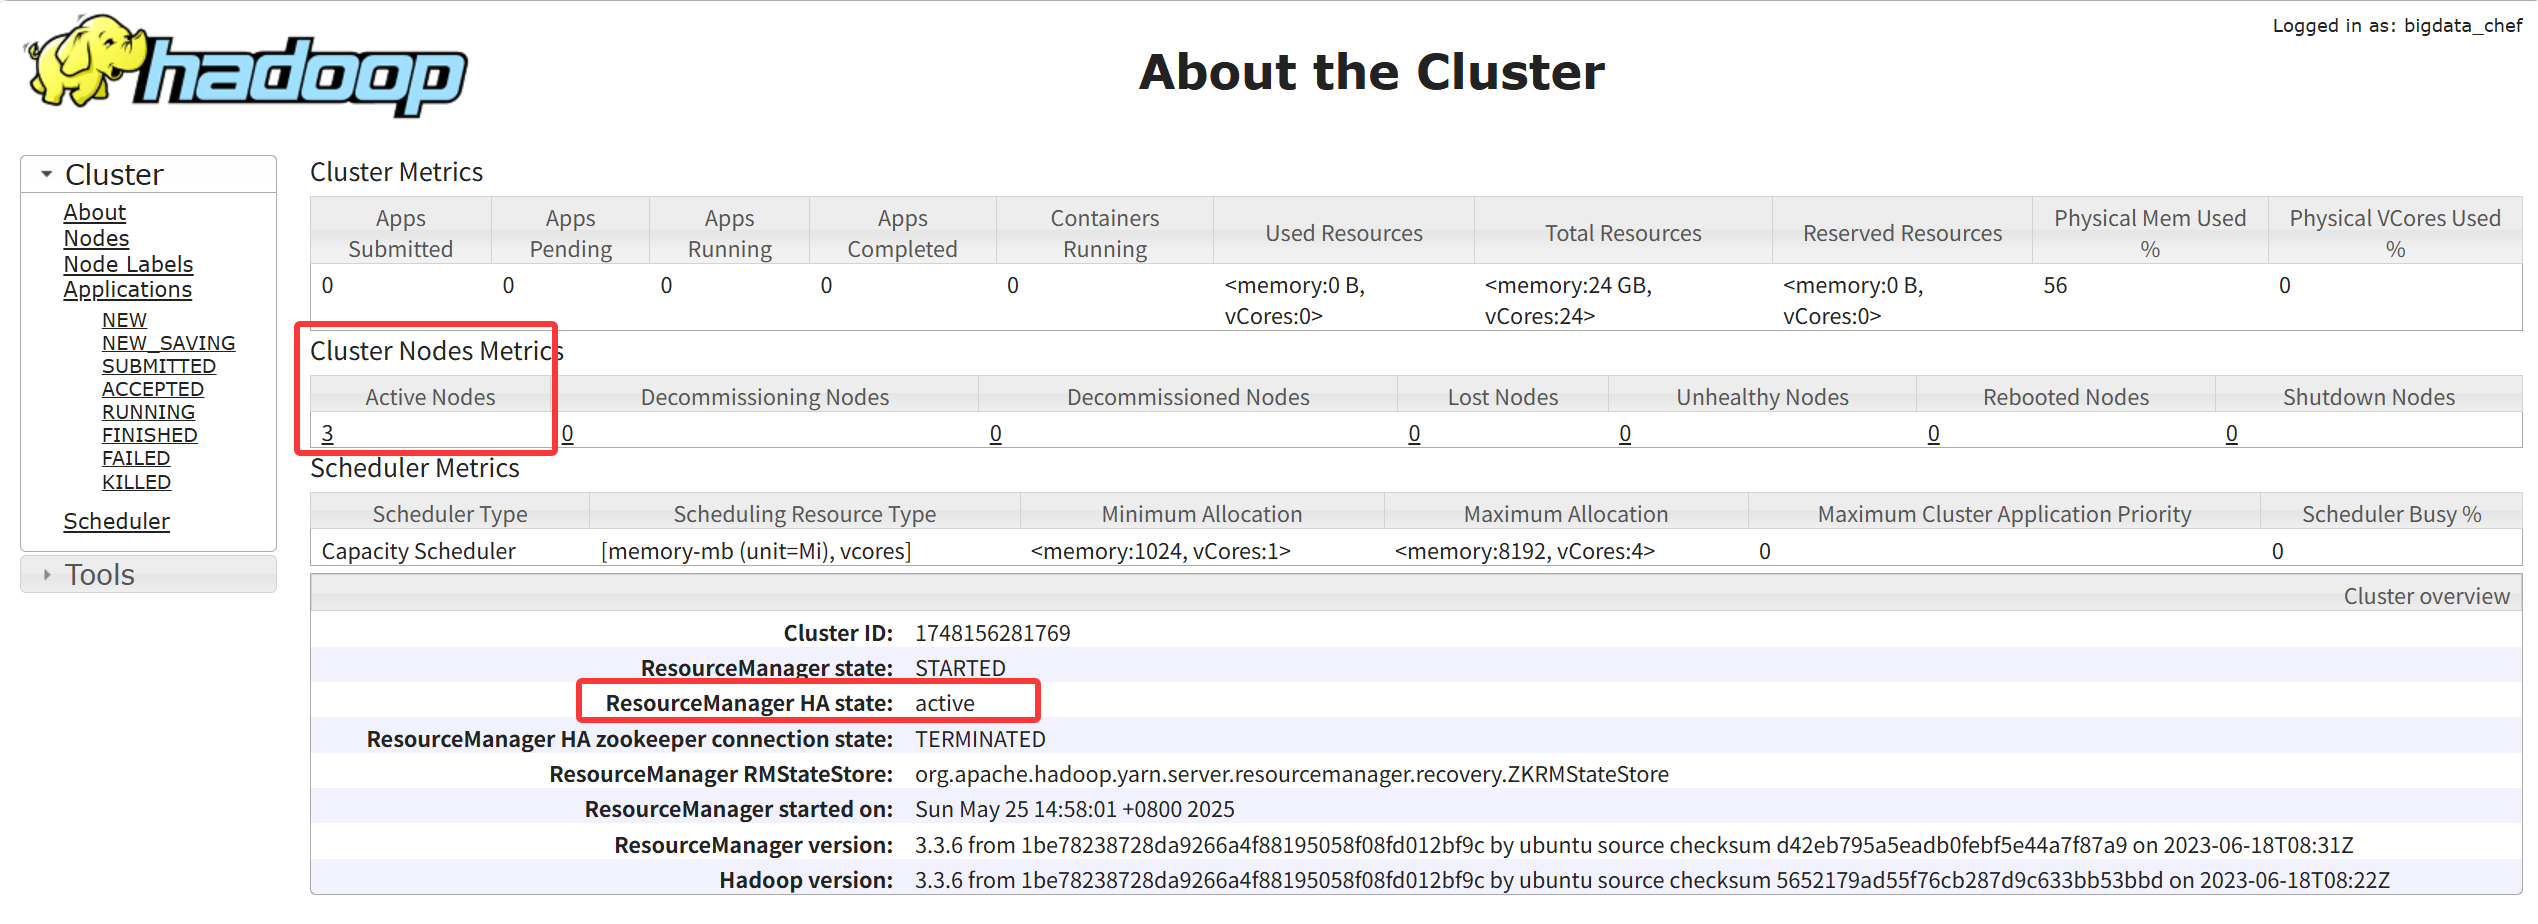 hadoop
Logged in as: bigdata_chef
About the Cluster
Cluster
About
Nodes
Node Labels
Applications
NEW
NEW_SAVING
SUBMITTED
ACCEPTED
RUNNING
FINISHED
FAILED
KILLED
Scheduler
Tools
Cluster Metrics
Apps Submitted
Apps Pending
Apps Running
Apps Completed
Containers Running
Used Resources
Total Resources
Reserved Resources
Physical Mem Used %
Physical VCores Used %
0
0
0
0
0
<memory:0 B, vCores:0>
<memory:24 GB, vCores:24>
<memory:0 B, vCores:0>
56
0
Cluster Nodes Metrics
Active Nodes
Decommissioning Nodes
Decommissioned Nodes
Lost Nodes
Unhealthy Nodes
Rebooted Nodes
Shutdown Nodes
3
0
0
0
0
0
0
Scheduler Metrics
Scheduler Type
Scheduling Resource Type
Minimum Allocation
Maximum Allocation
Maximum Cluster Application Priority
Scheduler Busy %
Capacity Scheduler
[memory-mb (unit=Mi), vcores]
<memory:1024, vCores:1>
<memory:8192, vCores:4>
0
0
Cluster overview
Cluster ID: 1748156281769
ResourceManager state: STARTED
ResourceManager HA state: active
ResourceManager HA zookeeper connection state: TERMINATED
ResourceManager RMStateStore: org.apache.hadoop.yarn.server.resourcemanager.recovery.ZKRMStateStore
ResourceManager started on: Sun May 25 14:58:01 +0800 2025
ResourceManager version: 3.3.6 from 1be78238728da9266a4f88195058f08fd012bf9c by ubuntu source checksum d42eb795a5eadb0febf5e44a7f87a9 on 2023-06-18T08:31Z
Hadoop version: 3.3.6 from 1be78238728da9266a4f88195058f08fd012bf9c by ubuntu source checksum 5652179ad55f76cb287d9c633bb53bbd on 2023-06-18T08:22Z